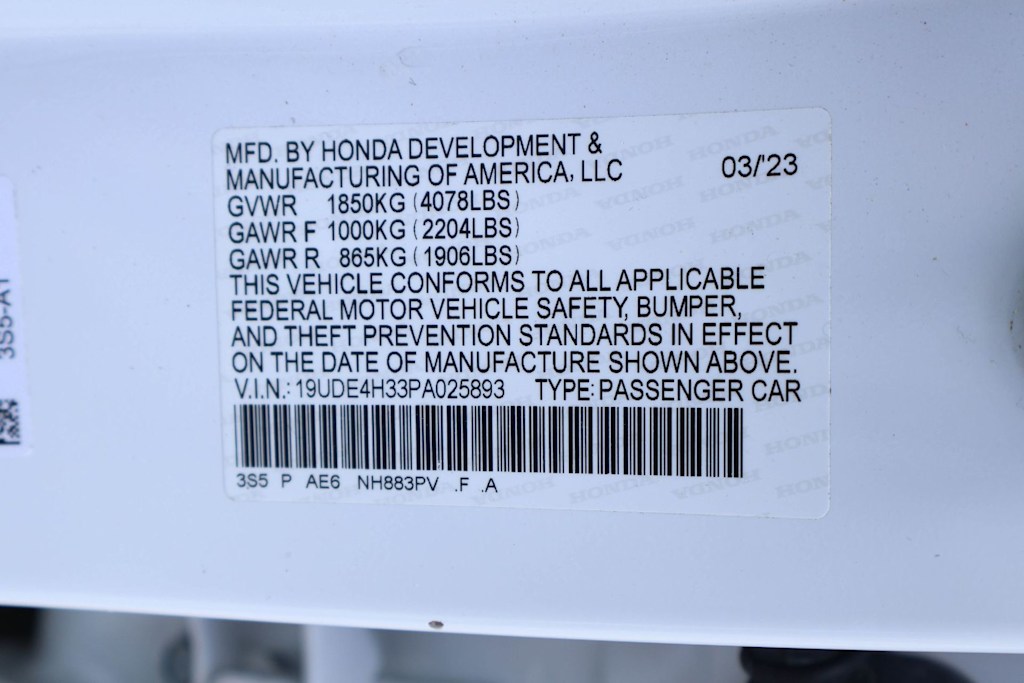 MFD. BY HONDA DEVELOPMENT &
MANUFACTURING OF AMERICA, LLC 03/'23
GVWR 1850KG (4078LBS)
GAWR F 1000KG (2204LBS)
GAWR R 865KG (1906LBS)
THIS VEHICLE CONFORMS TO ALL APPLICABLE
FEDERAL MOTOR VEHICLE SAFETY, BUMPER,
AND THEFT PREVENTION STANDARDS IN EFFECT
ON THE DATE OF MANUFACTURE SHOWN ABOVE.
V.I.N.: 19UDE4H33PA025893 TYPE: PASSENGER CAR
3S5 P AE6 NH883PV .F .A
3S5-A1